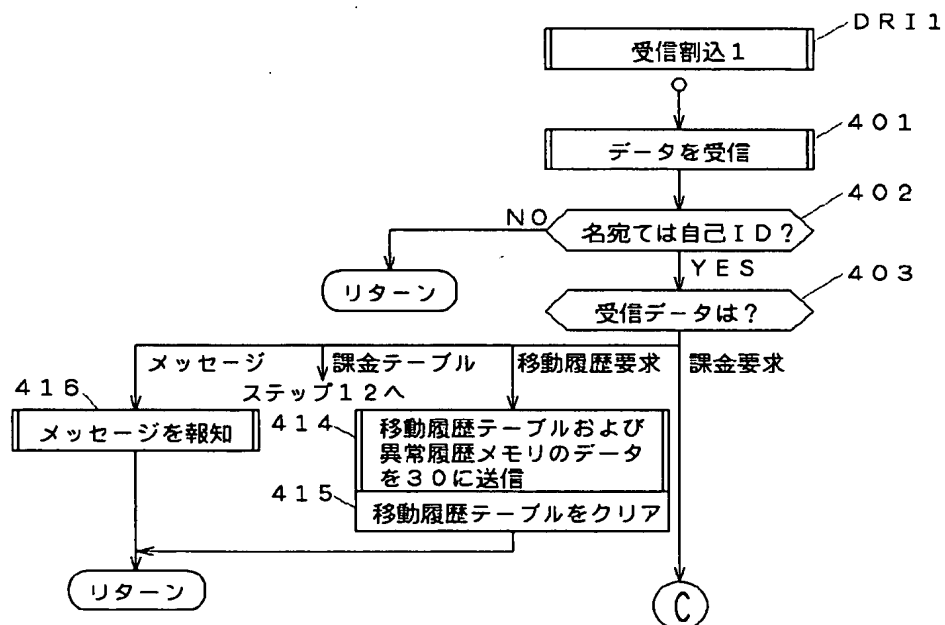 DRI1
受信割込1
401
データを受信
402
NO
名宛ては自己ID?
YES
403
リターン
受信データは?
メッセージ
課金テーブル
移動履歴要求
課金要求
416
ステップ12へ
メッセージを報知
414
移動履歴テーブルおよび
異常履歴メモリのデータ
を30に送信
415
移動履歴テーブルをクリア
リターン
C